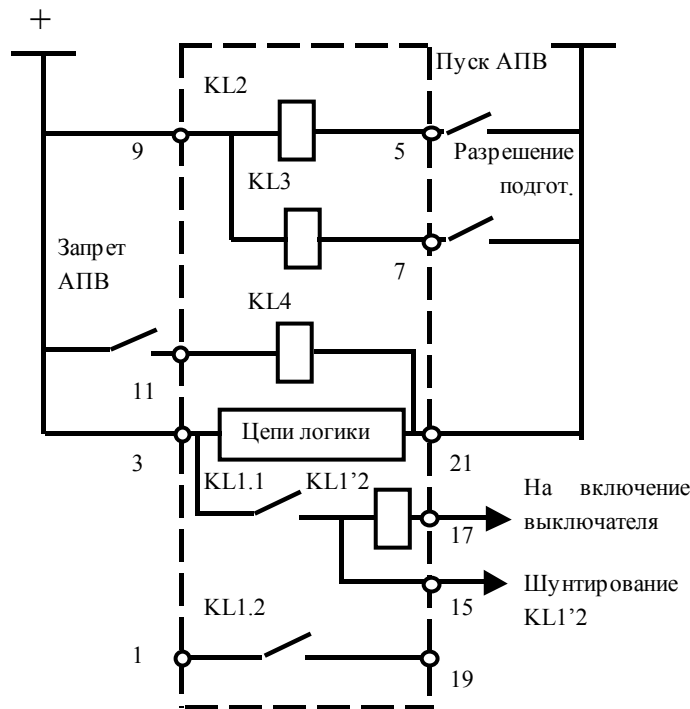 +
Пуск АПВ
KL2
9
5
Разрешение
подгот.
KL3
7
Запрет
АПВ
KL4
11
Цепи логики
3
21
KL1.1
KL1’2
На включение
выключателя
17
KL1.2
15
Шунтирование
KL1’2
1
19